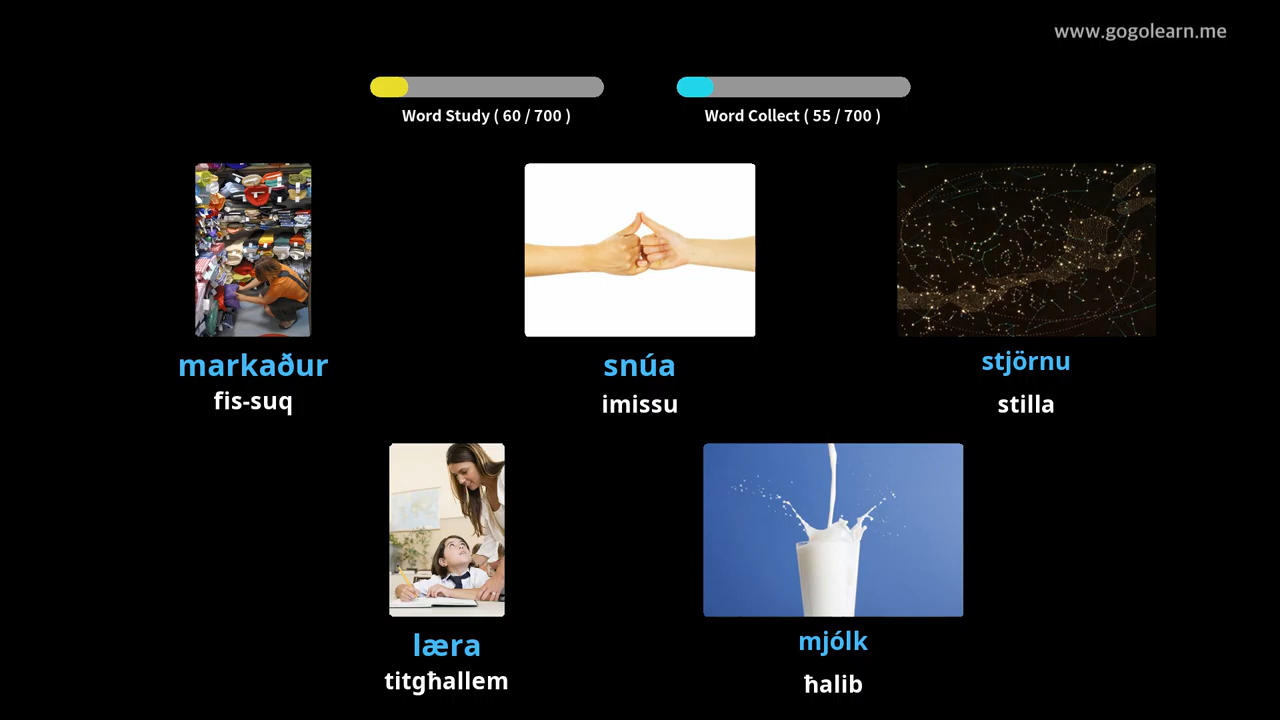 www.gogolearn.me
Word Study ( 60 / 700 )
Word Collect ( 55 / 700 )
markaður
fis-suq
snúa
imissu
stjörnu
stilla
læra
titgħallem
mjólk
ħalib